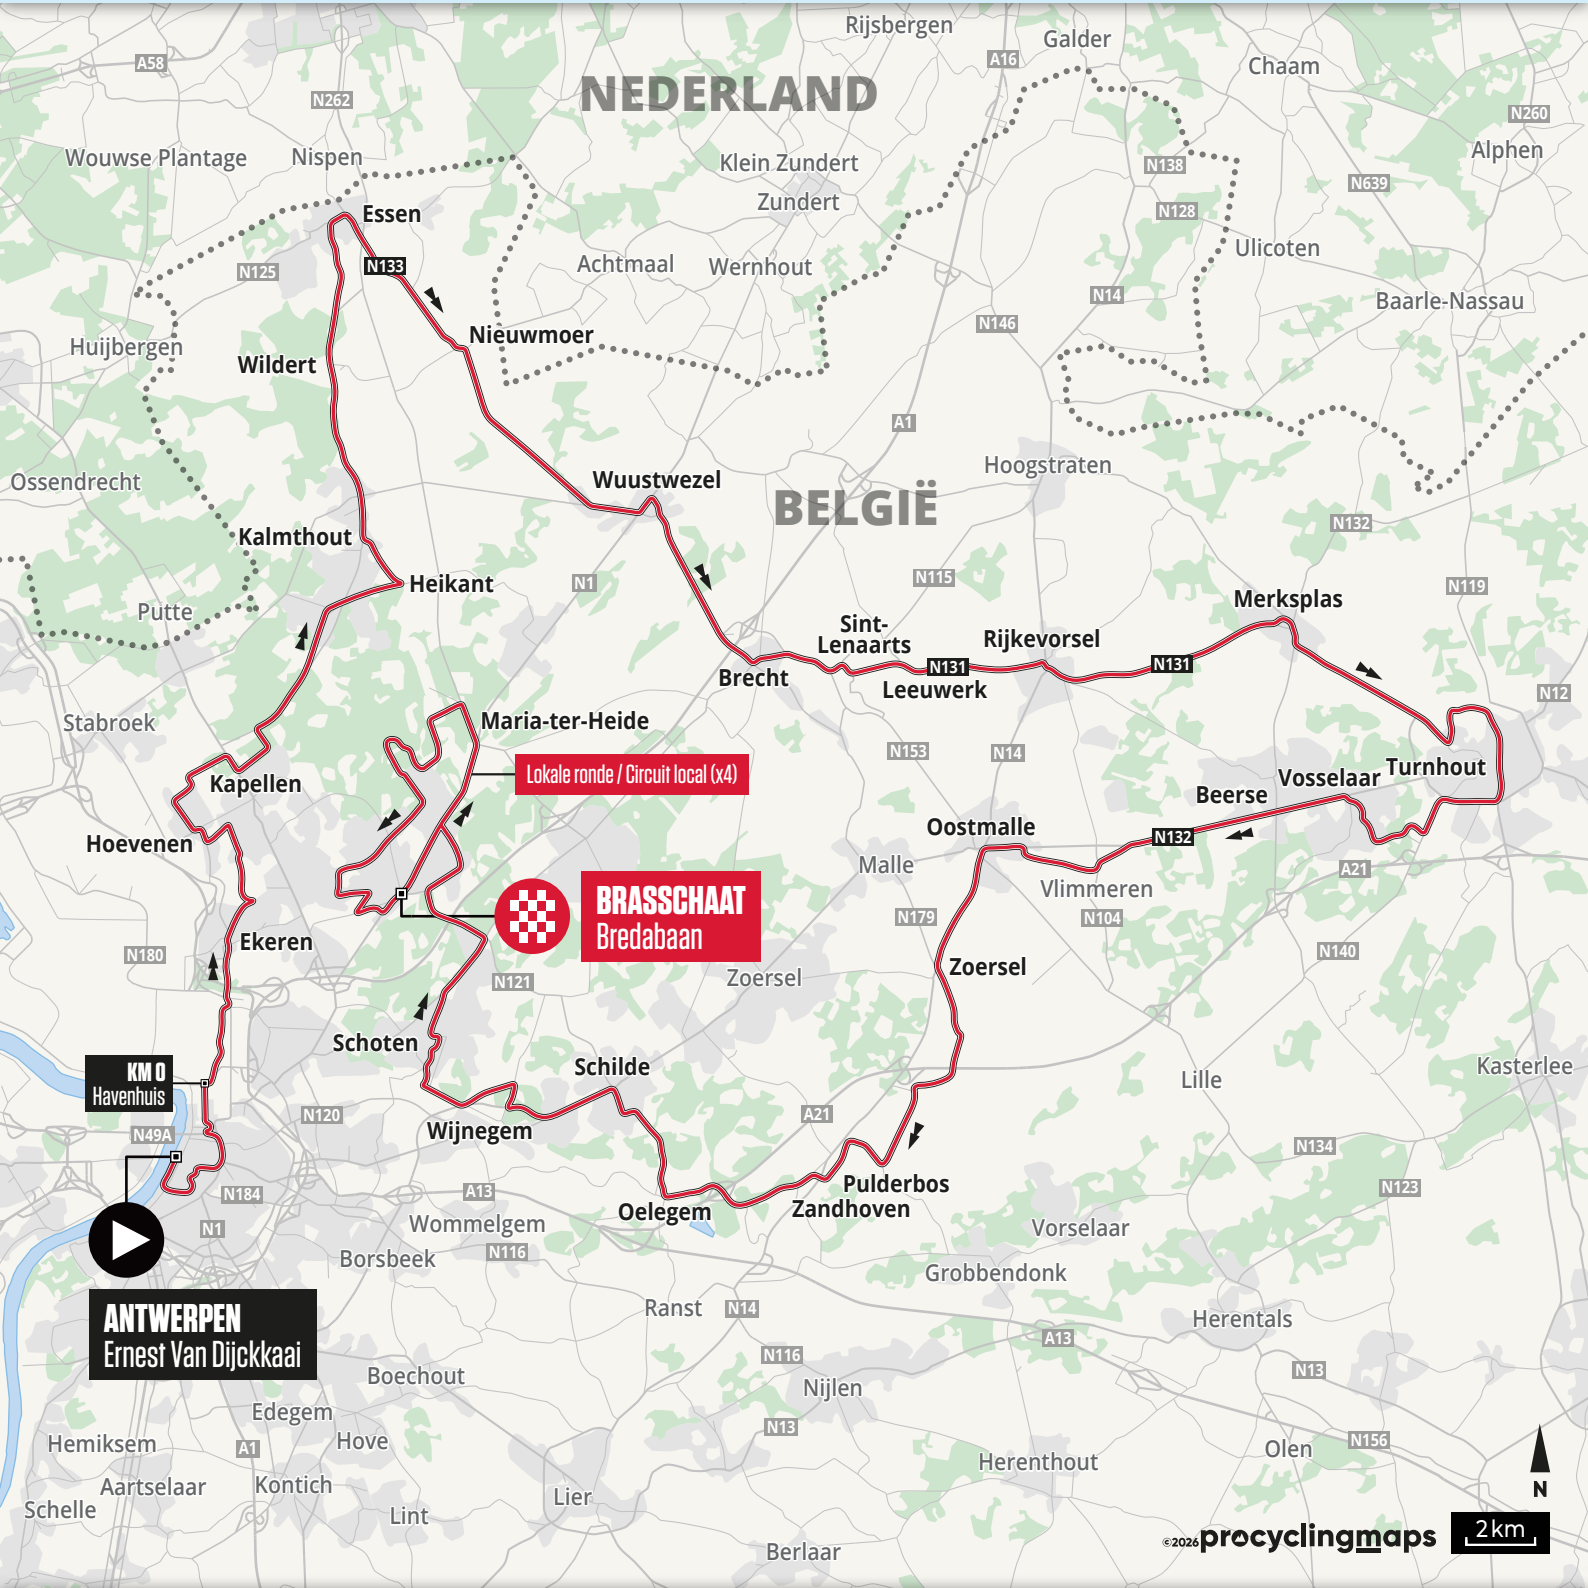 Rijsbergen
Galder
A58
A16
Chaam
NEDERLAND
N262
N260
Wouwse Plantage
Nispen
Klein Zundert
N138
Alphen
N639
Zundert
Essen
N128
N125
N133
Achtmaal
Wernhout
Ulicoten
N14
Baarle-Nassau
Nieuwmoer
N146
Huijbergen
Wildert
A1
Hoogstraten
Ossendrecht
Wuustwezel
BELGIË
N132
Kalmthout
Heikant
N1
N115
N119
Putte
Merksplas
Sint-
Lenaarts
Rijkevorsel
N131
N131
Brecht
Leeuwerk
N12
Stabroek
Maria-ter-Heide
N153
N14
Lokale ronde / Circuit local (x4)
Kapellen
Vosselaar
Turnhout
Beerse
Hoevenen
Oostmalle
N132
Malle
A21
Vlimmeren
BRASSCHAAT
Bredabaan
N179
N104
Ekeren
N180
N140
N121
Zoersel
Zoersel
Schoten
Schilde
KM 0
Havenhuis
Kasterlee
Lille
N120
A21
N49A
Wijnegem
N134
N184
A13
Pulderbos
N123
Oelegem
Zandhoven
N1
Wommelgem
Vorselaar
Borsbeek
N116
Grobbendonk
ANTWERPEN
Ernest Van Dijckkaai
Ranst
N14
Herentals
A13
N116
Boechout
Nijlen
N13
Edegem
N13
Hemiksem
A1
Hove
Olen
N156
Herenthout
Aartselaar
Kontich
Lier
N
Schelle
Lint
©2026 procyclingmaps
2km
Berlaar